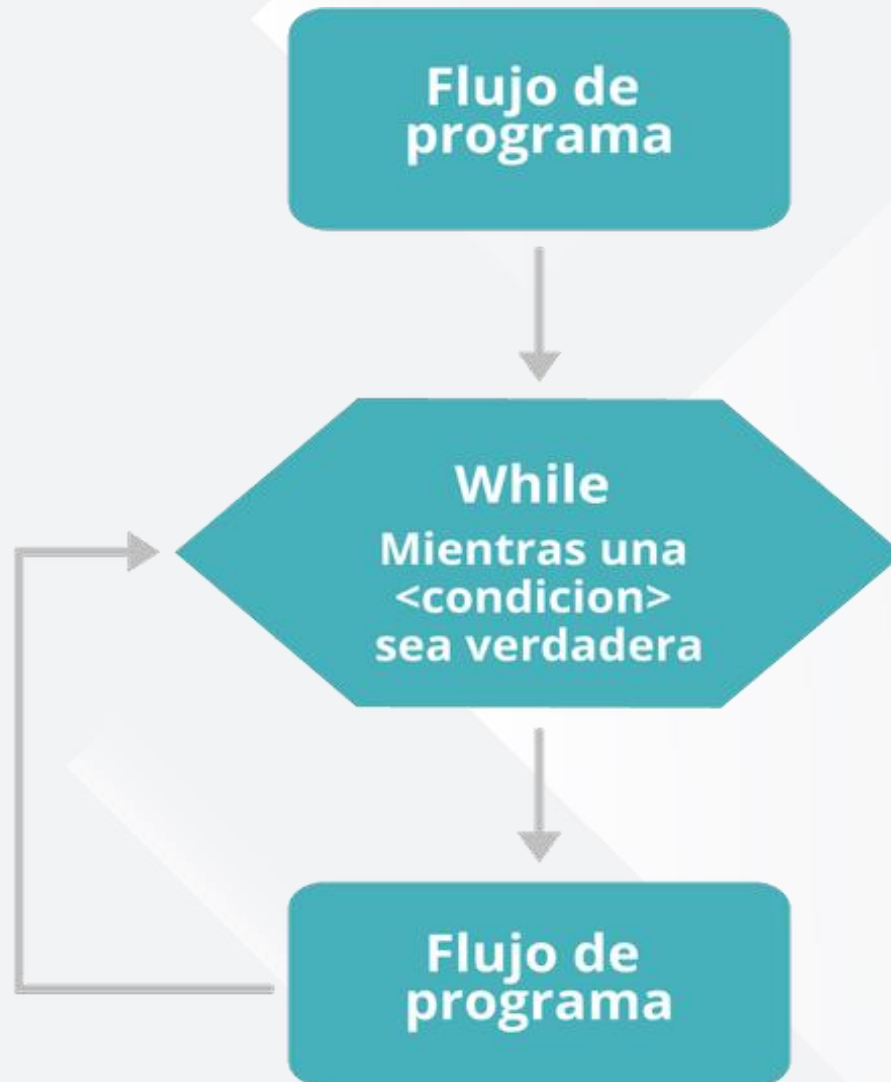 Flujo de
programa
While
Mientras una
<condicion>
sea verdadera
Flujo de
programa